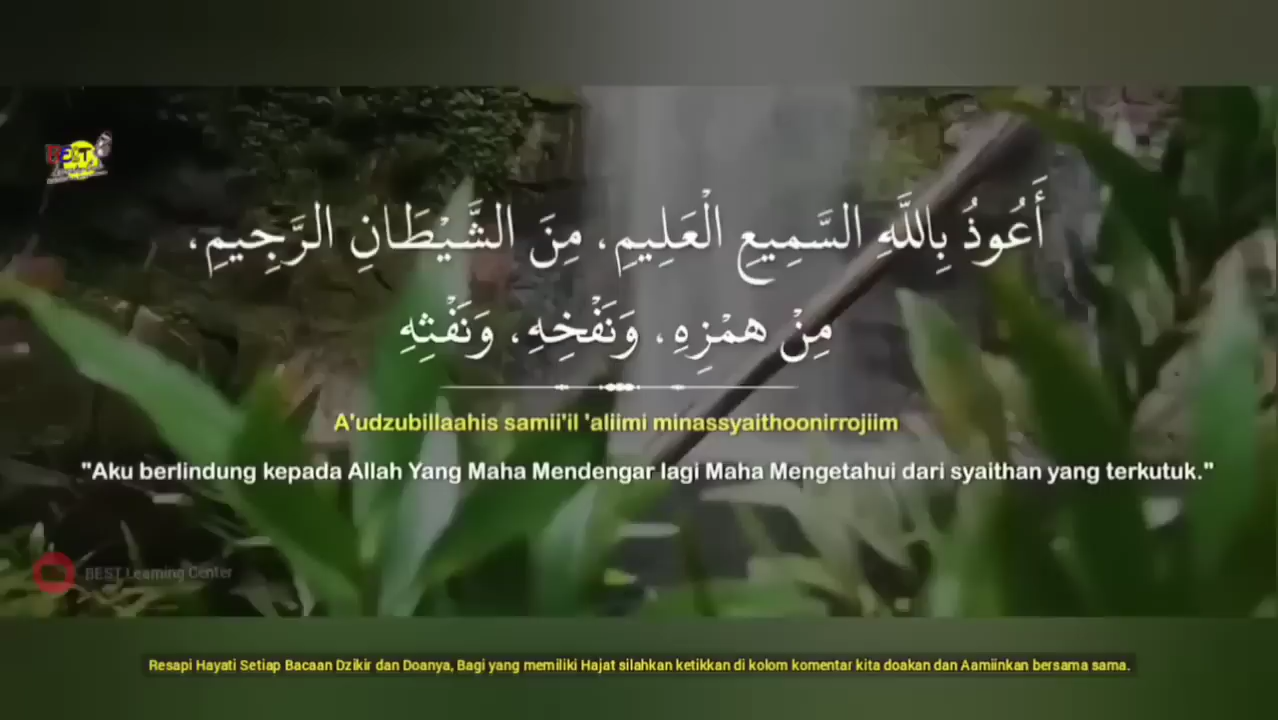 BEST
أَعُوذُ بِاللَّهِ السَّمِيعِ الْعَلِيمِ، مِنَ الشَّيْطَانِ الرَّجِيمِ،
مِنْ هَمْزِهِ، وَنَفْخِهِ، وَنَفْثِهِ
A'udzubillaahis samii'il 'aliimi minassyaithoonirrojiim
"Aku berlindung kepada Allah Yang Maha Mendengar lagi Maha Mengetahui dari syaithan yang terkutuk."
BEST Learning Center
Resapi Hayati Setiap Bacaan Dzikir dan Doanya, Bagi yang memiliki Hajat silahkan ketikkan di kolom komentar kita doakan dan Aamiinkan bersama sama.